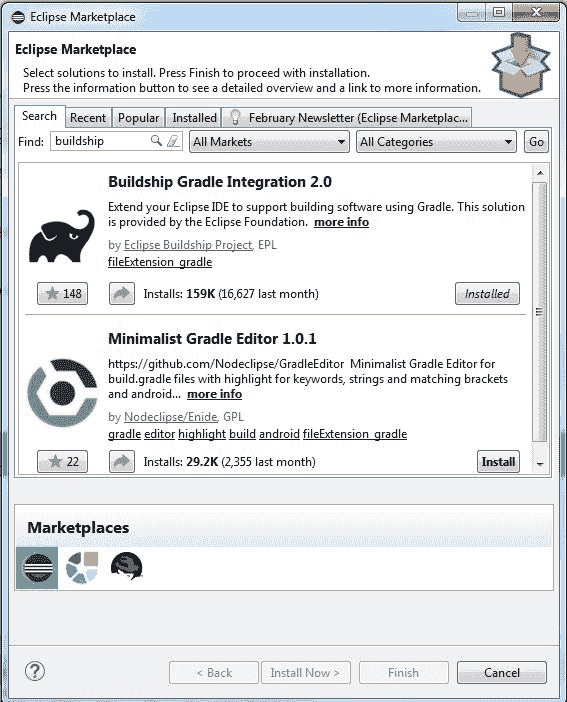 Eclipse Marketplace
Eclipse Marketplace
Select solutions to install. Press Finish to proceed with installation.
Press the information button to see a detailed overview and a link to more information.
Search Recent Popular Installed February Newsletter (Eclipse Marketplac...
Find: buildship All Markets All Categories Go
Buildship Gradle Integration 2.0
Extend your Eclipse IDE to support building software using Gradle. This solution
is provided by the Eclipse Foundation. more info
by Eclipse Buildship Project, EPL
fileExtension_gradle
148 Installs: 159K (16,627 last month) Installed
Minimalist Gradle Editor 1.0.1
https://github.com/Nodeclipse/GradleEditor Minimalist Gradle Editor for
build.gradle files with highlight for keywords, strings and matching brackets
and android... more info
by Nodeclipse/Enide, GPL
gradle editor highlight build android fileExtension_gradle
22 Installs: 29.2K (2,355 last month) Install
Marketplaces
? < Back Install Now > Finish Cancel